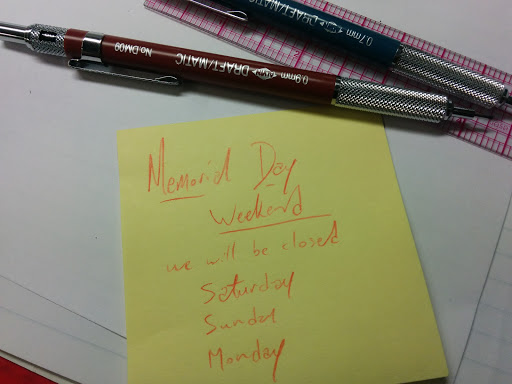 0.7mm DRAFT/MATIC
No. DM09 DRAFT/MATIC 0.9mm
Memorial Day
Weekend
we will be closed
Saturday
Sunday
Monday